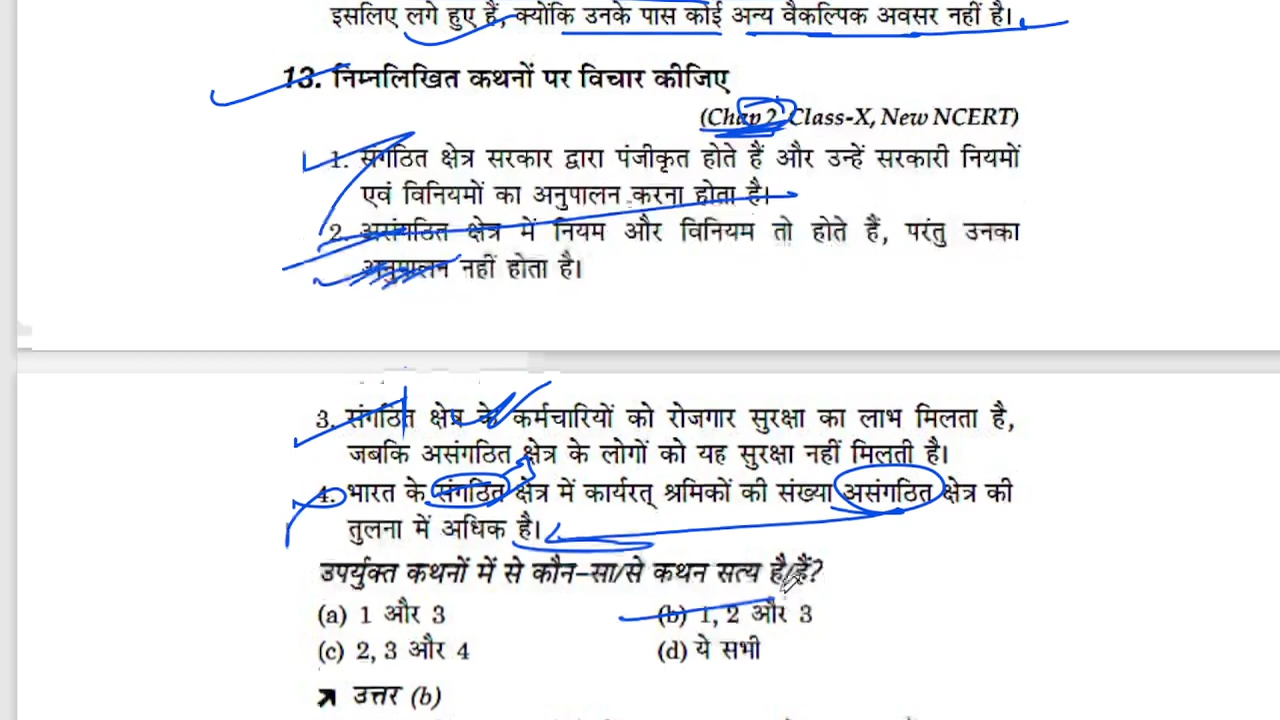 इसलिए लगे हुए हैं, क्योंकि उनके पास कोई अन्य वैकल्पिक अवसर नहीं है।
13. निम्नलिखित कथनों पर विचार कीजिए
(Chap 2, Class-X, New NCERT)
1. संगठित क्षेत्र सरकार द्वारा पंजीकृत होते हैं और उन्हें सरकारी नियमों
एवं विनियमों का अनुपालन करना होता है।
2. असंगठित क्षेत्र में नियम और विनियम तो होते हैं, परंतु उनका
अनुपालन नहीं होता है।
3. संगठित क्षेत्र के कर्मचारियों को रोजगार सुरक्षा का लाभ मिलता है,
जबकि असंगठित क्षेत्र के लोगों को यह सुरक्षा नहीं मिलती है।
4. भारत के संगठित क्षेत्र में कार्यरत् श्रमिकों की संख्या असंगठित क्षेत्र की
तुलना में अधिक है।
उपर्युक्त कथनों में से कौन-सा/से कथन सत्य है/हैं?
(a) 1 और 3 (b) 1, 2 और 3
(c) 2, 3 और 4 (d) ये सभी
↗ उत्तर (b)